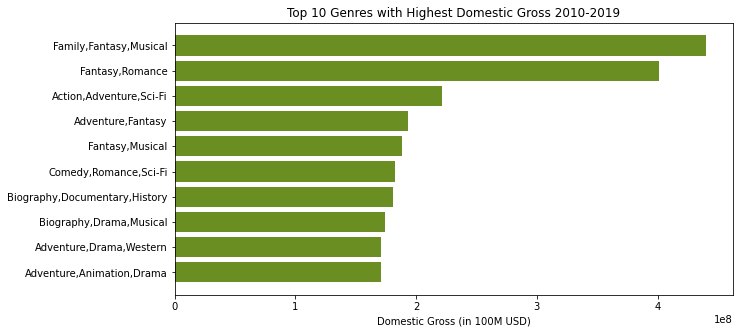 Top 10 Genres with Highest Domestic Gross 2010-2019
Family,Fantasy,Musical
Fantasy,Romance
Action,Adventure,Sci-Fi
Adventure,Fantasy
Fantasy,Musical
Comedy,Romance,Sci-Fi
Biography,Documentary,History
Biography,Drama,Musical
Adventure,Drama,Western
Adventure,Animation,Drama
0 1 2 3 4
1e8
Domestic Gross (in 100M USD)